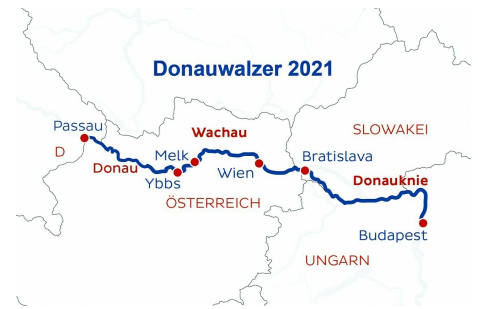 Donauwalzer 2021
Passau
Wachau
SLOWAKEI
D
Melk
Bratislava
Donau
Wien
Donauknie
Ybbs
ÖSTERREICH
Budapest
UNGARN